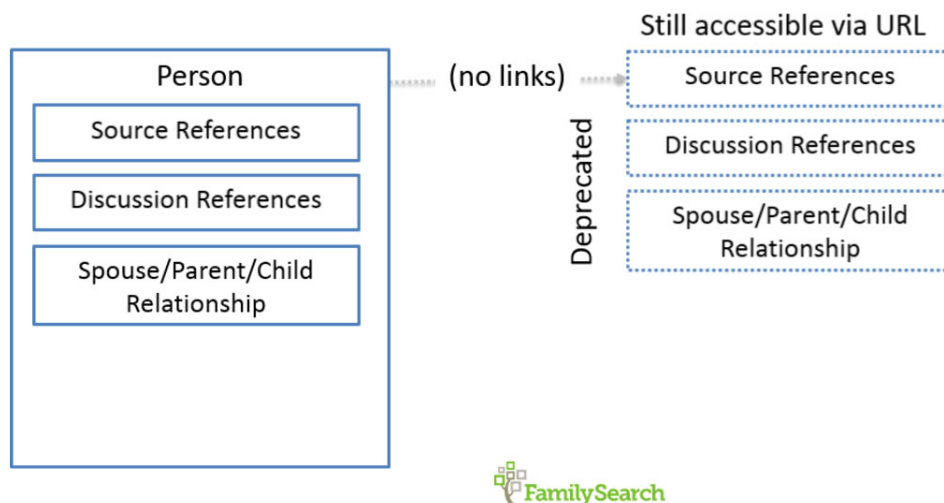 Person
Source References
Discussion References
Spouse/Parent/Child
Relationship
(no links)
Deprecated
Still accessible via URL
Source References
Discussion References
Spouse/Parent/Child
Relationship
FamilySearch